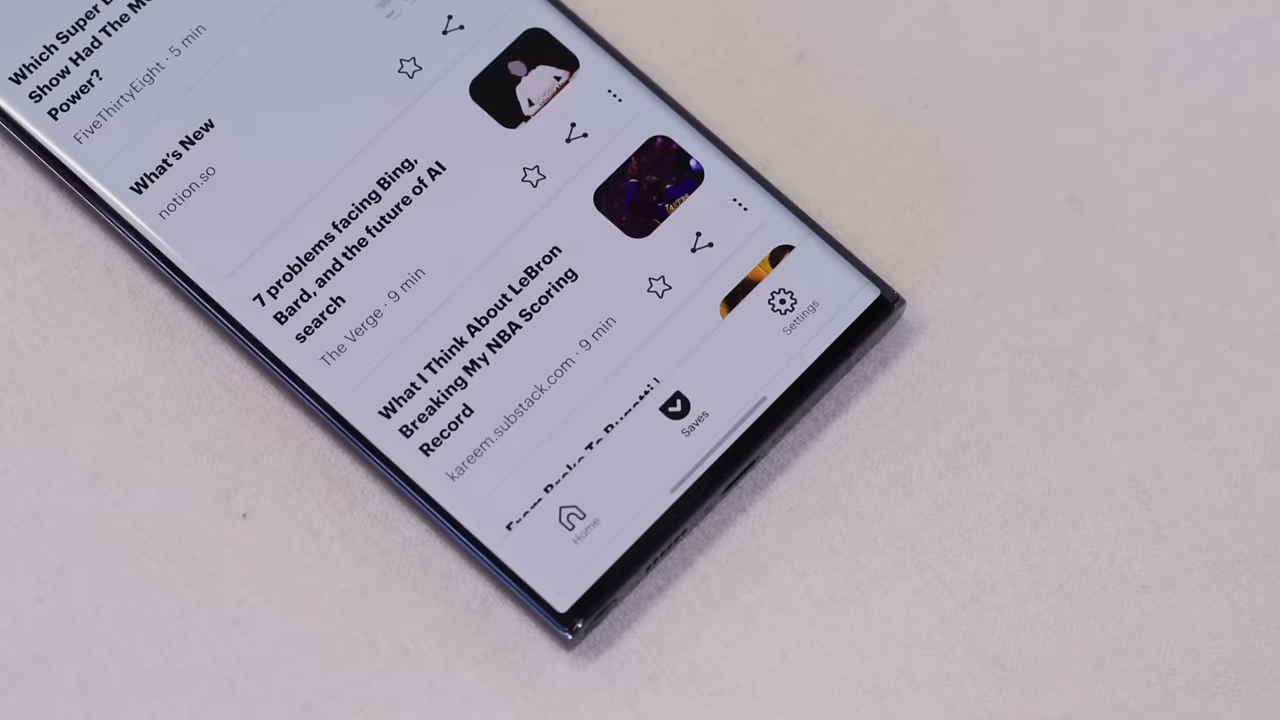 Which Super
Show Had The
Power?
FiveThirtyEight · 5 min
What's New
notion.so
7 problems facing Bing,
Bard, and the future of AI
search
The Verge · 9 min
What I Think About LeBron
Breaking My NBA Scoring
Record
kareem.substack.com · 9 min
Home
Saves
Settings